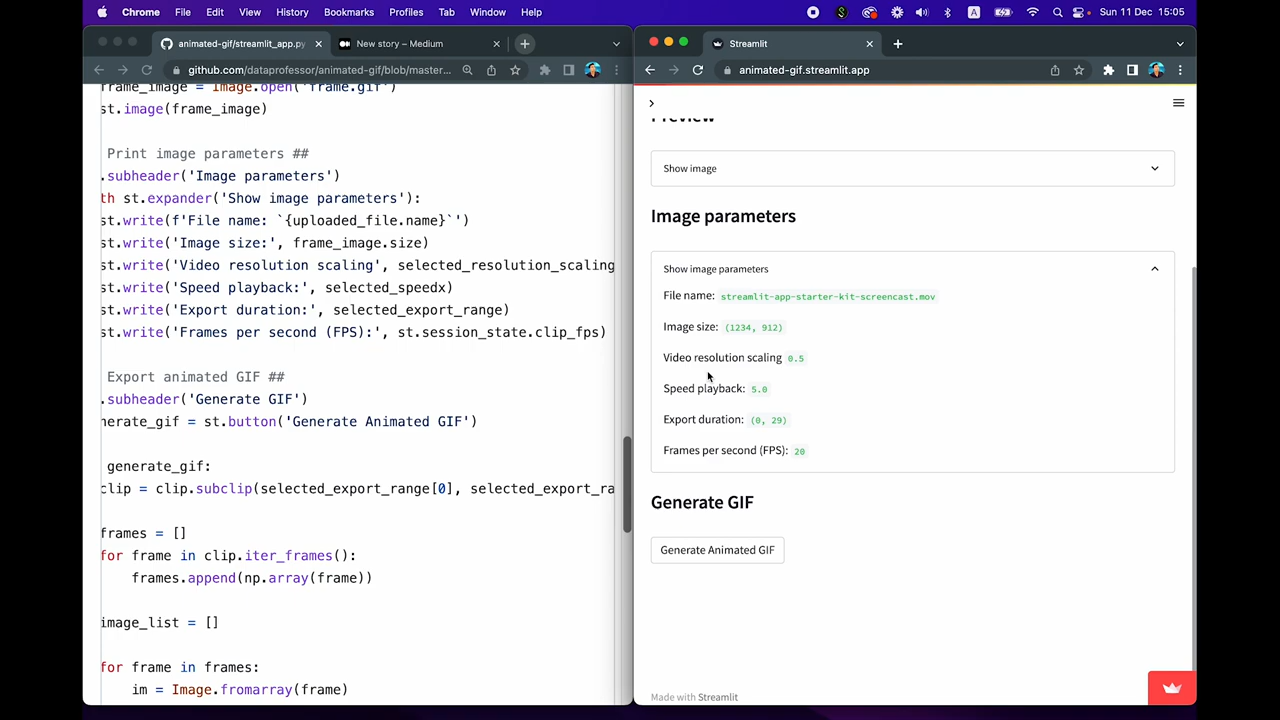 Chrome File Edit View History Bookmarks Profiles Tab Window Help
A Sun 11 Dec 15:05
animated-gif/streamlit_app.py
New story – Medium
github.com/dataprofessor/animated-gif/blob/master...
frame_image = Image.open('frame.gif')
st.image(frame_image)
Print image parameters ##
.subheader('Image parameters')
th st.expander('Show image parameters'):
st.write(f'File name: `{uploaded_file.name}`')
st.write('Image size:', frame_image.size)
st.write('Video resolution scaling', selected_resolution_scaling
st.write('Speed playback:', selected_speedx)
st.write('Export duration:', selected_export_range)
st.write('Frames per second (FPS):', st.session_state.clip_fps)
Export animated GIF ##
.subheader('Generate GIF')
nerate_gif = st.button('Generate Animated GIF')
generate_gif:
clip = clip.subclip(selected_export_range[0], selected_export_ra
frames = []
for frame in clip.iter_frames():
frames.append(np.array(frame))
image_list = []
for frame in frames:
im = Image.fromarray(frame)
Streamlit
animated-gif.streamlit.app
Preview
Show image
Image parameters
Show image parameters
File name: streamlit-app-starter-kit-screencast.mov
Image size: (1234, 912)
Video resolution scaling 0.5
Speed playback: 5.0
Export duration: (0, 29)
Frames per second (FPS): 20
Generate GIF
Generate Animated GIF
Made with Streamlit